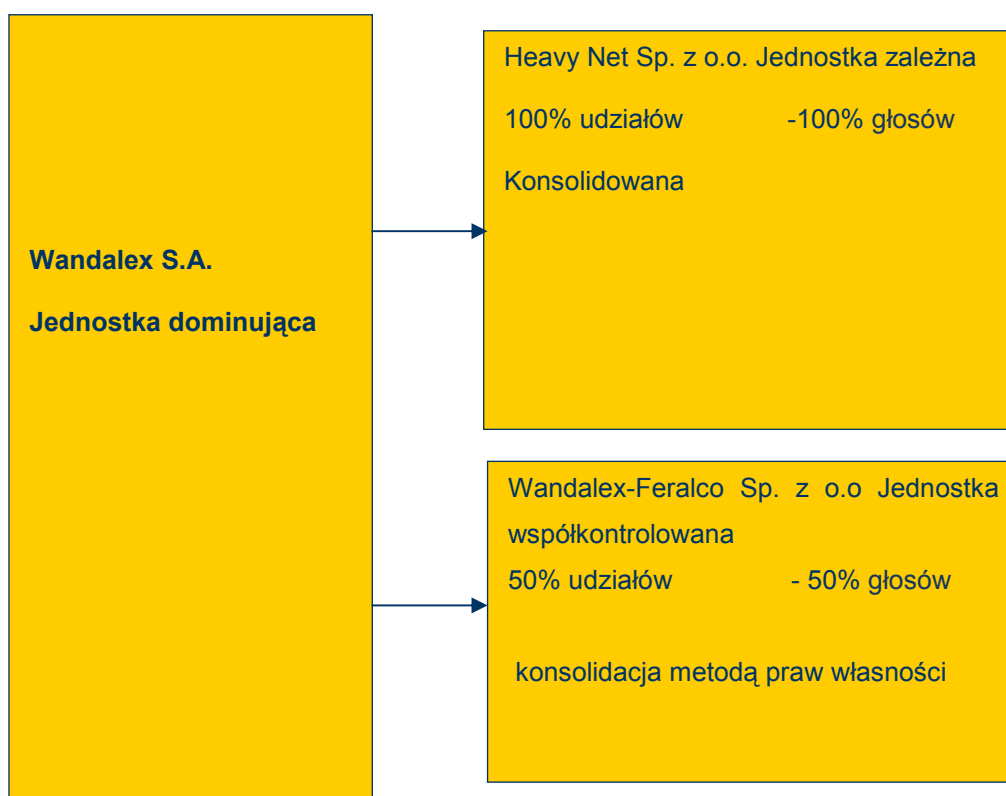 Wandalex S.A.
Jednostka dominująca
Heavy Net Sp. z o.o. Jednostka zależna
100% udziałów -100% głosów
Konsolidowana
Wandalex-Feralco Sp. z o.o Jednostka
współkontrolowana
50% udziałów - 50% głosów
konsolidacja metodą praw własności